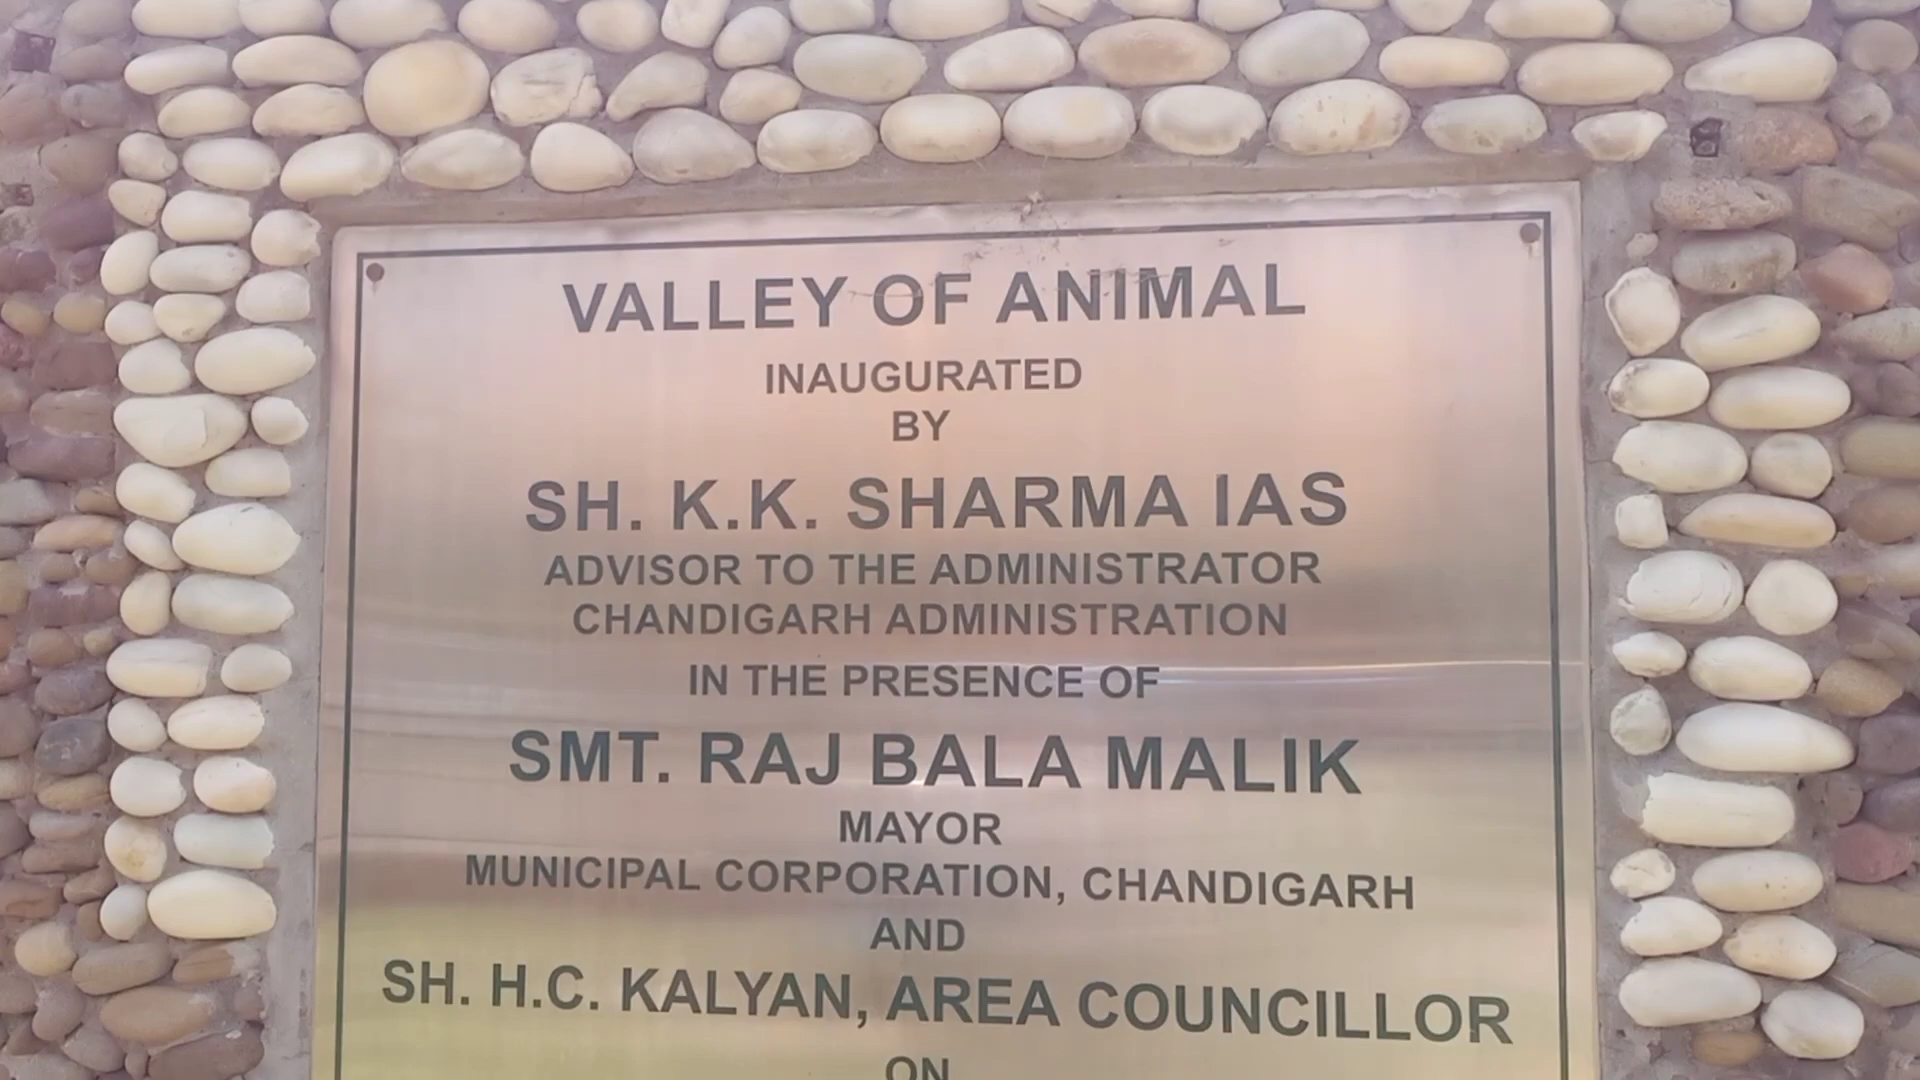 VALLEY OF ANIMAL
INAUGURATED
BY
SH. K.K. SHARMA IAS
ADVISOR TO THE ADMINISTRATOR
CHANDIGARH ADMINISTRATION
IN THE PRESENCE OF
SMT. RAJ BALA MALIK
MAYOR
MUNICIPAL CORPORATION, CHANDIGARH
AND
SH. H.C. KALYAN, AREA COUNCILLOR
ON